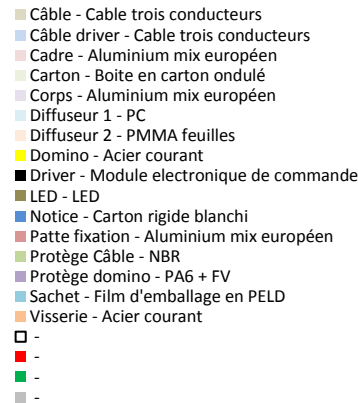 Câble - Cable trois conducteurs
Câble driver - Cable trois conducteurs
Cadre - Aluminium mix européen
Carton - Boite en carton ondulé
Corps - Aluminium mix européen
Diffuseur 1 - PC
Diffuseur 2 - PMMA feuilles
Domino - Acier courant
Driver - Module electronique de commande
LED - LED
Notice - Carton rigide blanchi
Patte fixation - Aluminium mix européen
Protège Câble - NBR
Protège domino - PA6 + FV
Sachet - Film d'emballage en PELD
Visserie - Acier courant
-
-
-
-